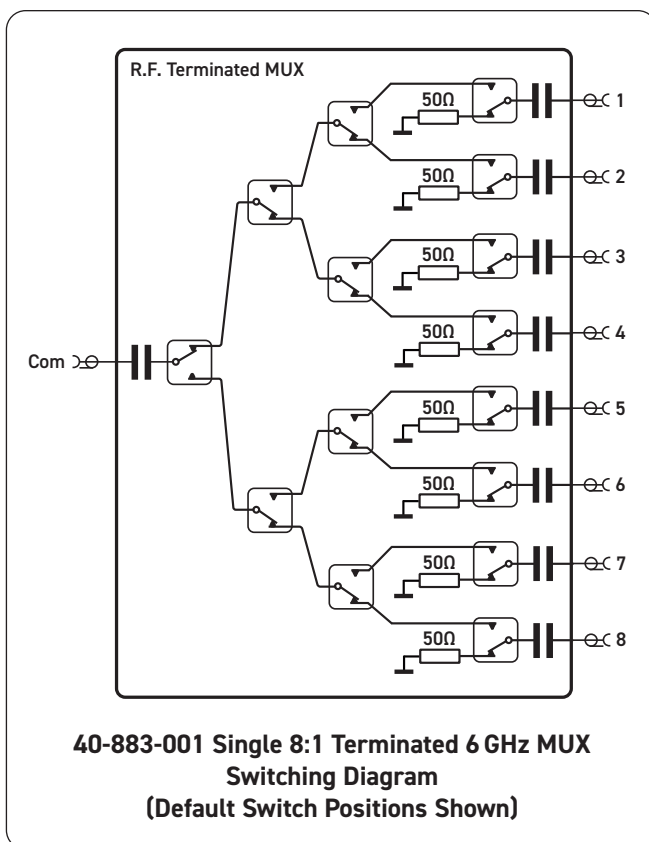 R.F. Terminated MUX
50Ω
1
50Ω
2
50Ω
3
50Ω
4
Com
50Ω
5
50Ω
6
50Ω
7
50Ω
8
40-883-001 Single 8:1 Terminated 6 GHz MUX
Switching Diagram
(Default Switch Positions Shown)